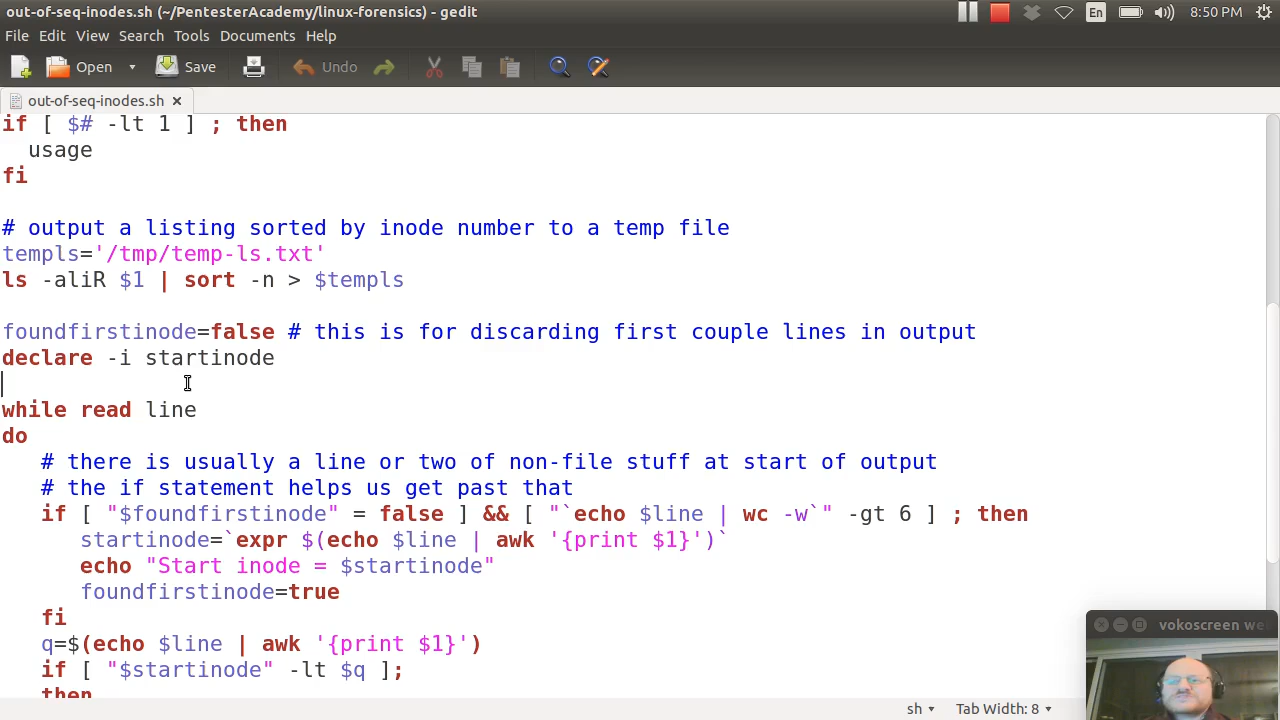 out-of-seq-inodes.sh (~/PentesterAcademy/linux-forensics) - gedit
En
8:50 PM
File Edit View Search Tools Documents Help
Open Save Undo
out-of-seq-inodes.sh
if [ $# -lt 1 ] ; then
  usage
fi
# output a listing sorted by inode number to a temp file
templs='/tmp/temp-ls.txt'
ls -aliR $1 | sort -n > $templs
foundfirstinode=false # this is for discarding first couple lines in output
declare -i startinode
while read line
do
   # there is usually a line or two of non-file stuff at start of output
   # the if statement helps us get past that
   if [ "$foundfirstinode" = false ] && [ "`echo $line | wc -w`" -gt 6 ] ; then
      startinode=`expr $(echo $line | awk '{print $1}')`
      echo "Start inode = $startinode"
      foundfirstinode=true
   fi
   q=$(echo $line | awk '{print $1}')
   if [ "$startinode" -lt $q ];
   then
vokoscreen we
sh Tab Width: 8